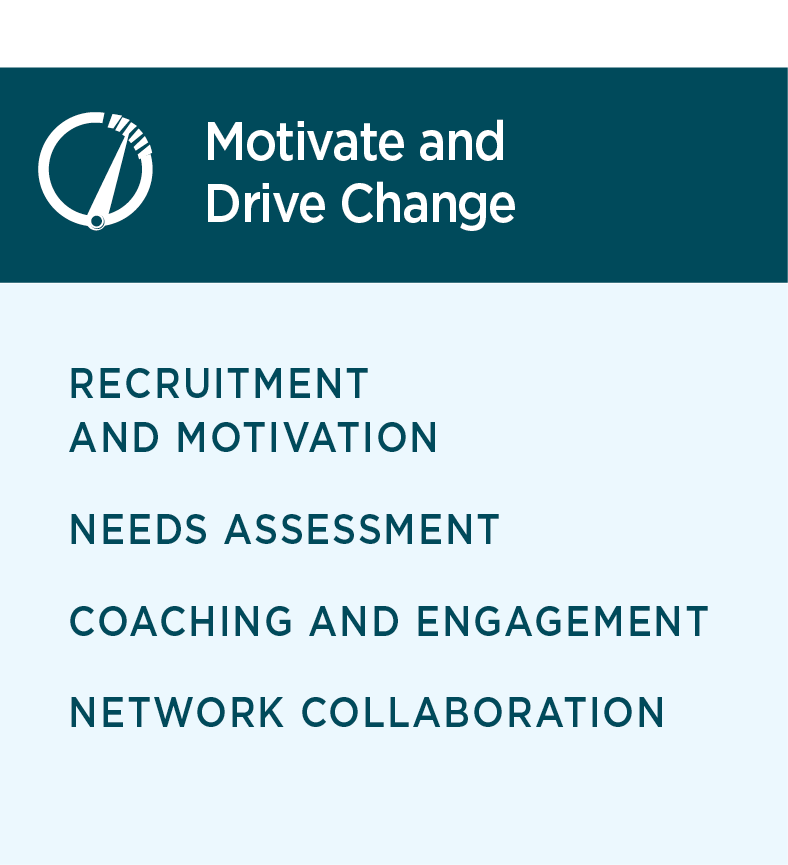 Motivate and
Drive Change
RECRUITMENT
AND MOTIVATION
NEEDS ASSESSMENT
COACHING AND ENGAGEMENT
NETWORK COLLABORATION